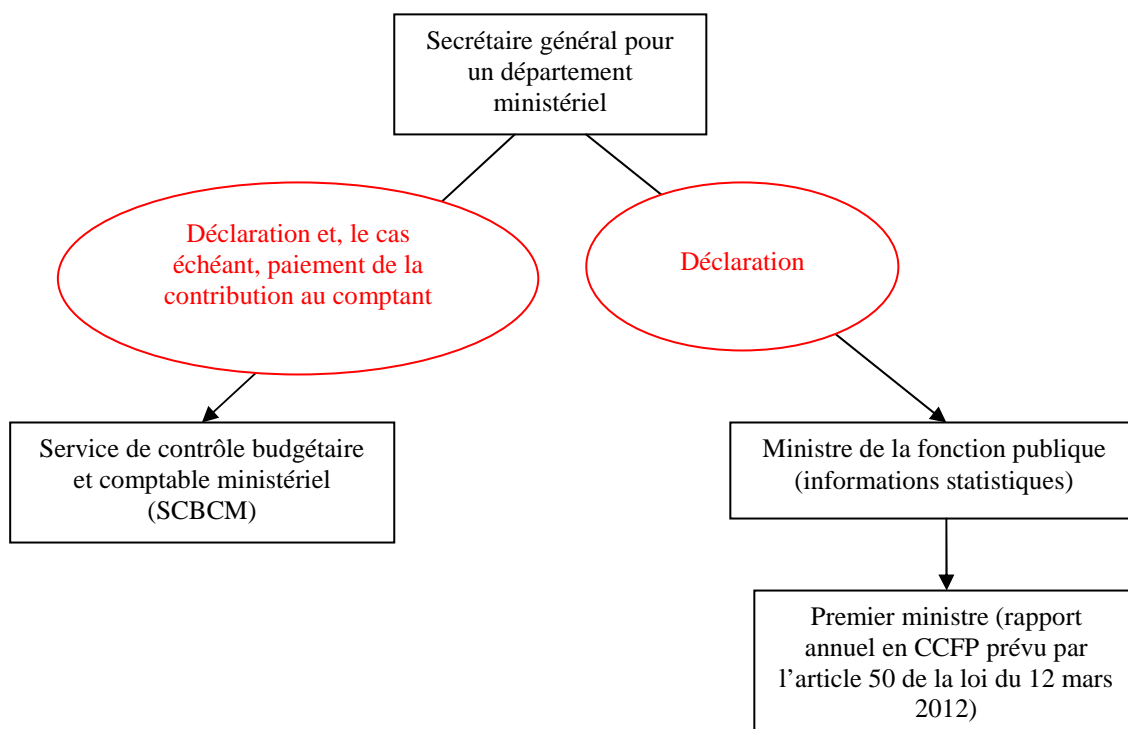 Secrétaire général pour
un département
ministériel
Déclaration et, le cas
échéant, paiement de la
contribution au comptant
Déclaration
Service de contrôle budgétaire
et comptable ministériel
(SCBCM)
Ministre de la fonction publique
(informations statistiques)
Premier ministre (rapport
annuel en CCFP prévu par
l’article 50 de la loi du 12 mars
2012)